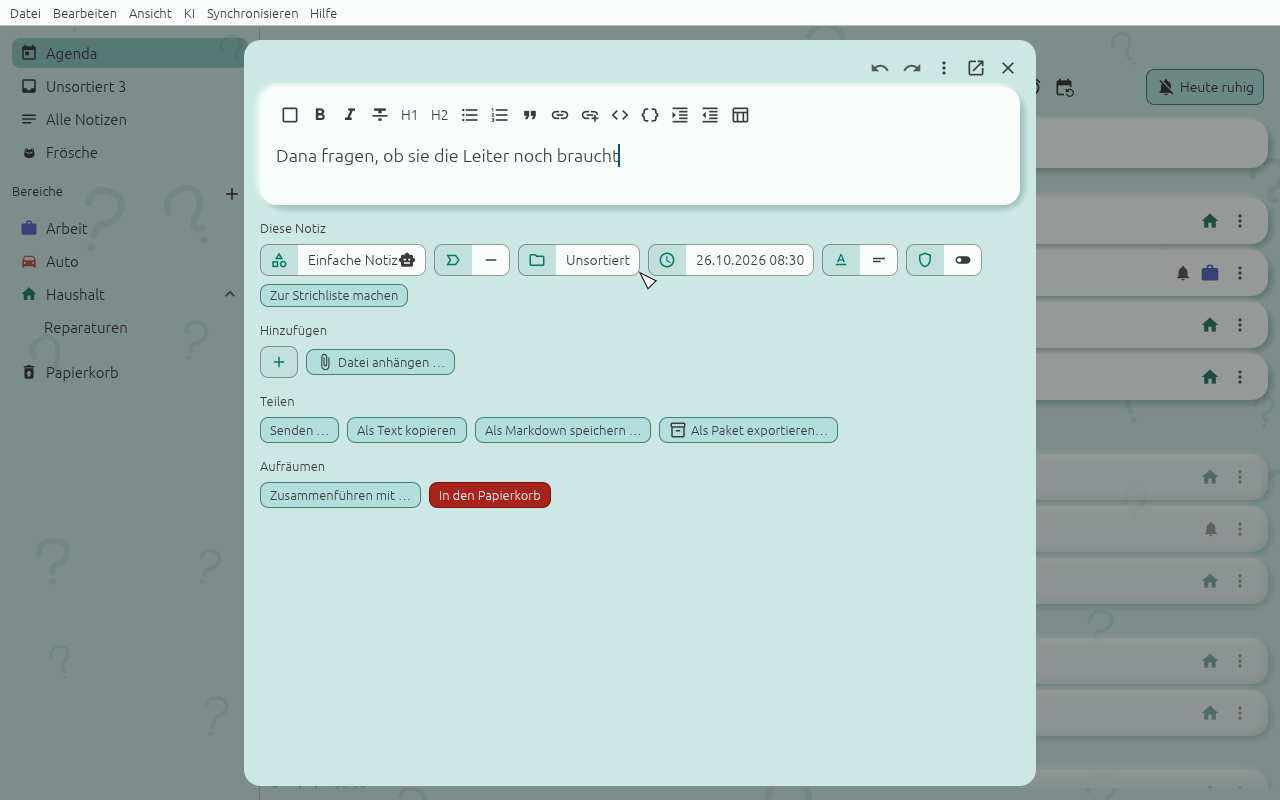 Datei Bearbeiten Ansicht KI Synchronisieren Hilfe
Agenda
Unsortiert 3
Alle Notizen
Frösche
Bereiche
Arbeit
Auto
Haushalt
Reparaturen
Papierkorb
Heute ruhig
B I H1 H2
Dana fragen, ob sie die Leiter noch braucht
Diese Notiz
Einfache Notiz
Unsortiert
26.10.2026 08:30
Zur Strichliste machen
Hinzufügen
Datei anhängen …
Teilen
Senden … Als Text kopieren Als Markdown speichern … Als Paket exportieren…
Aufräumen
Zusammenführen mit … In den Papierkorb